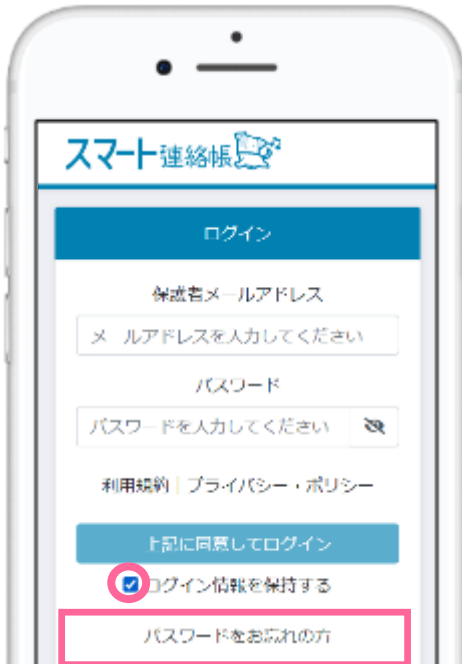 スマート連絡帳
ログイン
保護者メールアドレス
メールアドレスを入力してください
パスワード
パスワードを入力してください
利用規約 | プライバシー・ポリシー
上記に同意してログイン
ログイン情報を保持する
パスワードをお忘れの方